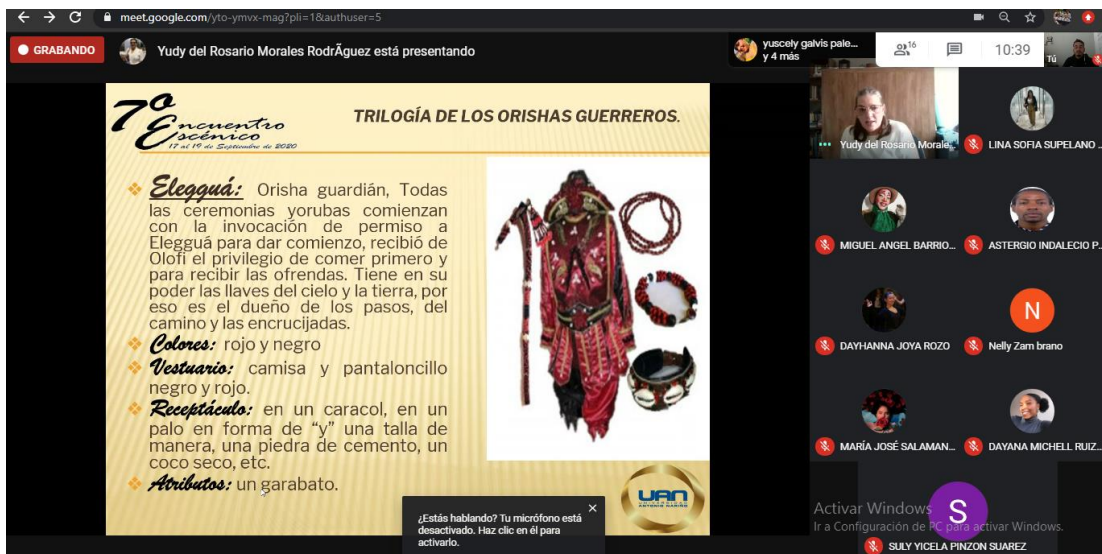 meet.google.com/yto-ymvx-mag?pli=1&authuser=5
GRABANDO
Yudy del Rosario Morales RodrÃguez está presentando
yuscely galvis pale...
y 4 más
16
10:39
Tú
7º
Encuentro
Escénico
17 al 19 de Septiembre de 2020
TRILOGÍA DE LOS ORISHAS GUERREROS.
Elegguá: Orisha guardián, Todas
las ceremonias yorubas comienzan
con la invocación de permiso a
Elegguá para dar comienzo, recibió de
Olofi el privilegio de comer primero y
para recibir las ofrendas. Tiene en su
poder las llaves del cielo y la tierra, por
eso es el dueño de los pasos, del
camino y las encrucijadas.
Colores: rojo y negro
Vestuario: camisa y pantaloncillo
negro y rojo.
Receptáculo: en un caracol, en un
palo en forma de “y” una talla de
manera, una piedra de cemento, un
coco seco, etc.
Atributos: un garabato.
UAN
UNIVERSIDAD
ANTONIO NARIÑO
¿Estás hablando? Tu micrófono está
desactivado. Haz clic en él para
activarlo.
Yudy del Rosario Morale...
LINA SOFIA SUPELANO ...
MIGUEL ANGEL BARRIO...
ASTERGIO INDALECIO P...
DAYHANNA JOYA ROZO
N
Nelly Zam brano
MARÍA JOSÉ SALAMAN...
DAYANA MICHELL RUIZ...
Activar Windows
Ir a Configuración de PC para activar Windows.
S
SULY YICELA PINZON SUAREZ